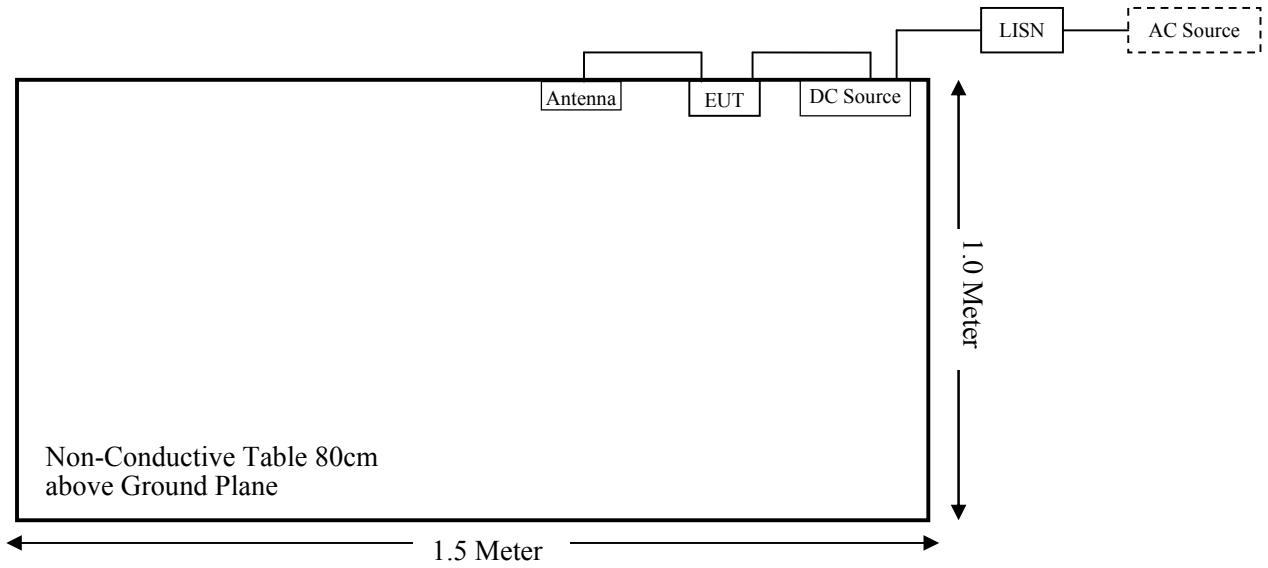 LISN
AC Source
Antenna
EUT
DC Source
1.0 Meter
Non-Conductive Table 80cm
above Ground Plane
1.5 Meter